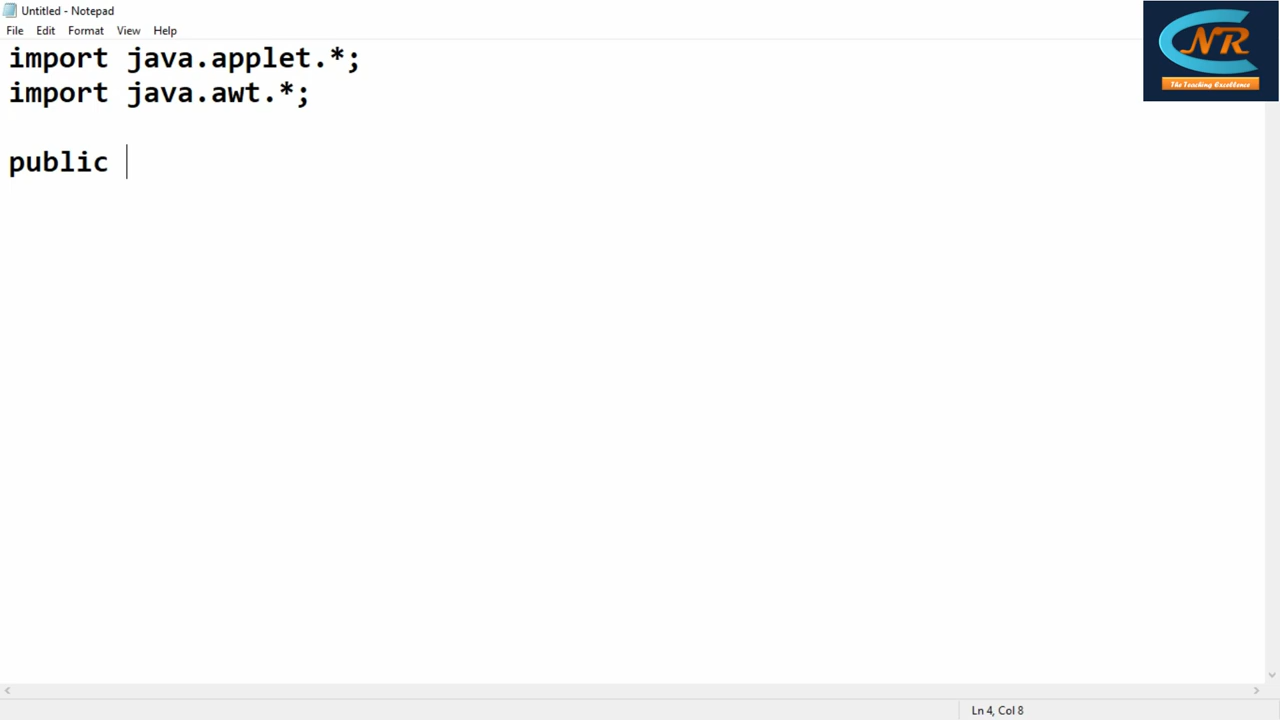 Untitled - Notepad
File Edit Format View Help
import java.applet.*;
import java.awt.*;
public
CNR
The Teaching Excellence
Ln 4, Col 8